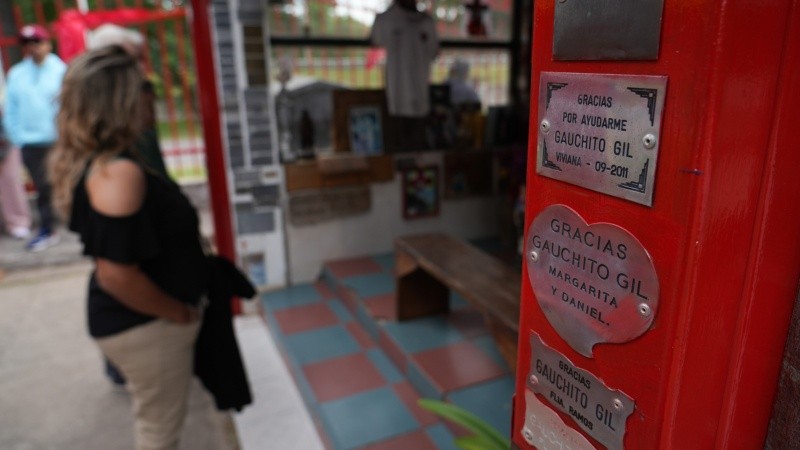 GRACIAS
POR AYUDARME
GAUCHITO GIL
VIVIANA - 09-2011
GRACIAS
GAUCHITO GIL
MARGARITA
Y DANIEL.
GRACIAS
GAUCHITO GIL
FLIA. RAMOS